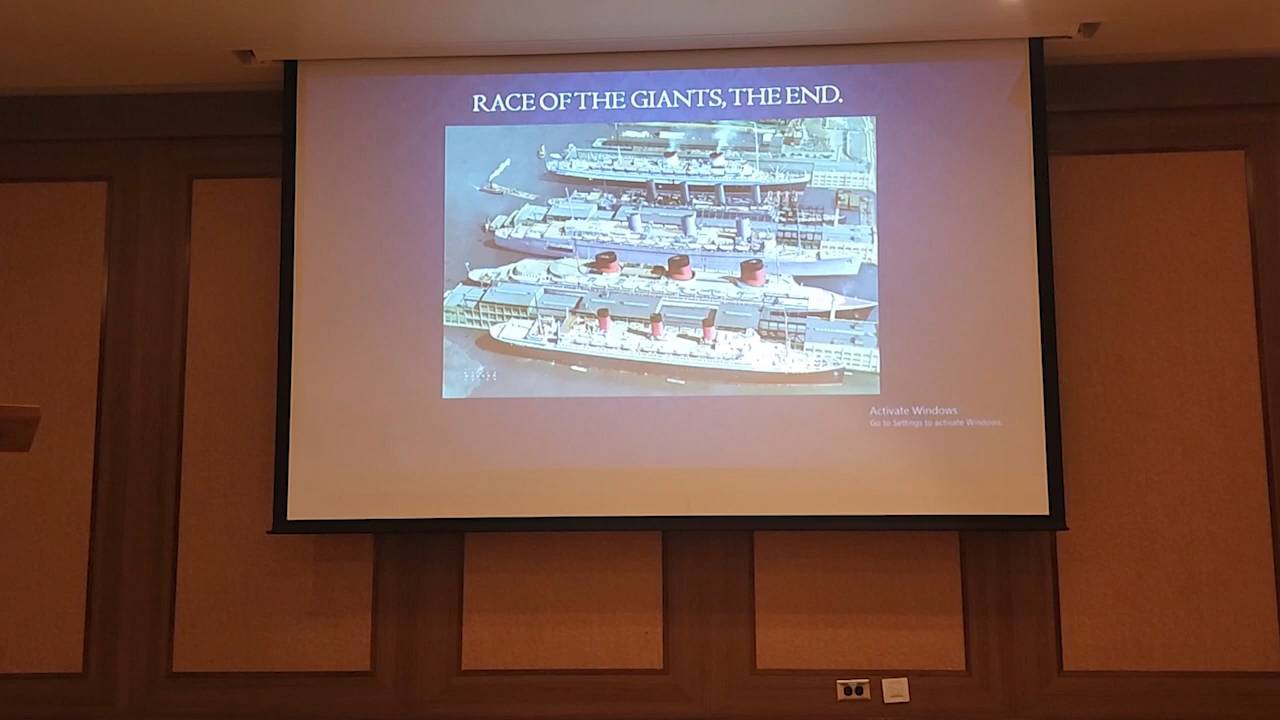 RACE OF THE GIANTS, THE END.
Activate Windows
Go to Settings to activate Windows.